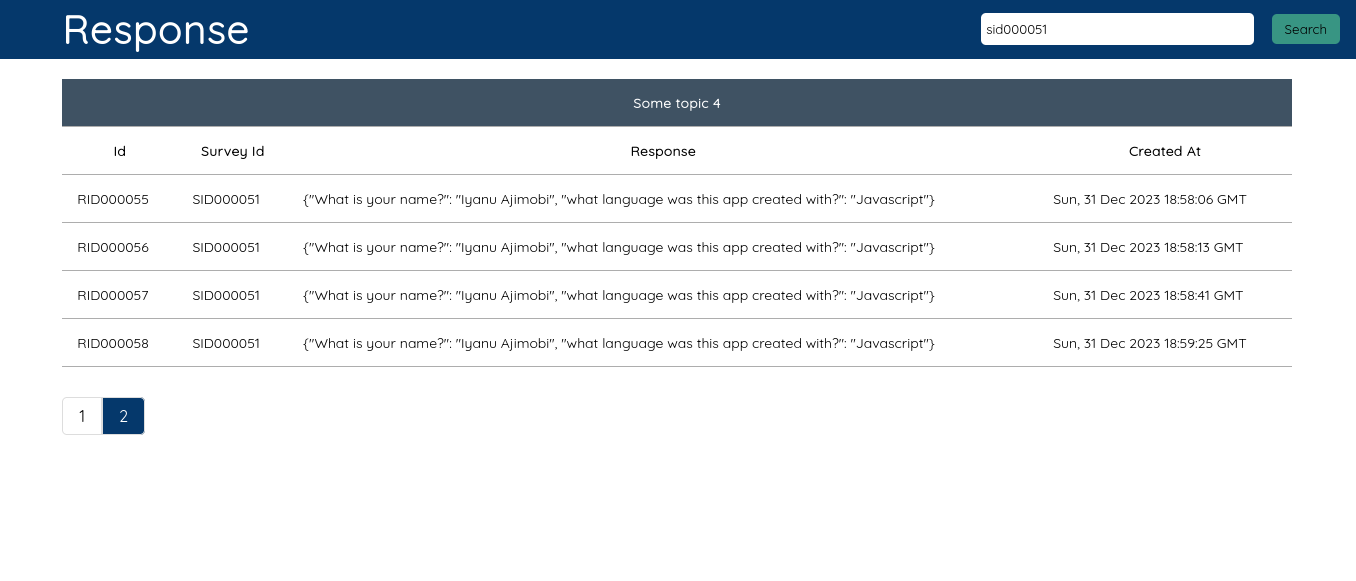 Response
sid000051 Search
Some topic 4
Id Survey Id Response Created At
RID000055 SID000051 {"What is your name?": "Iyanu Ajimobi", "what language was this app created with?": "Javascript"} Sun, 31 Dec 2023 18:58:06 GMT
RID000056 SID000051 {"What is your name?": "Iyanu Ajimobi", "what language was this app created with?": "Javascript"} Sun, 31 Dec 2023 18:58:13 GMT
RID000057 SID000051 {"What is your name?": "Iyanu Ajimobi", "what language was this app created with?": "Javascript"} Sun, 31 Dec 2023 18:58:41 GMT
RID000058 SID000051 {"What is your name?": "Iyanu Ajimobi", "what language was this app created with?": "Javascript"} Sun, 31 Dec 2023 18:59:25 GMT
1 2